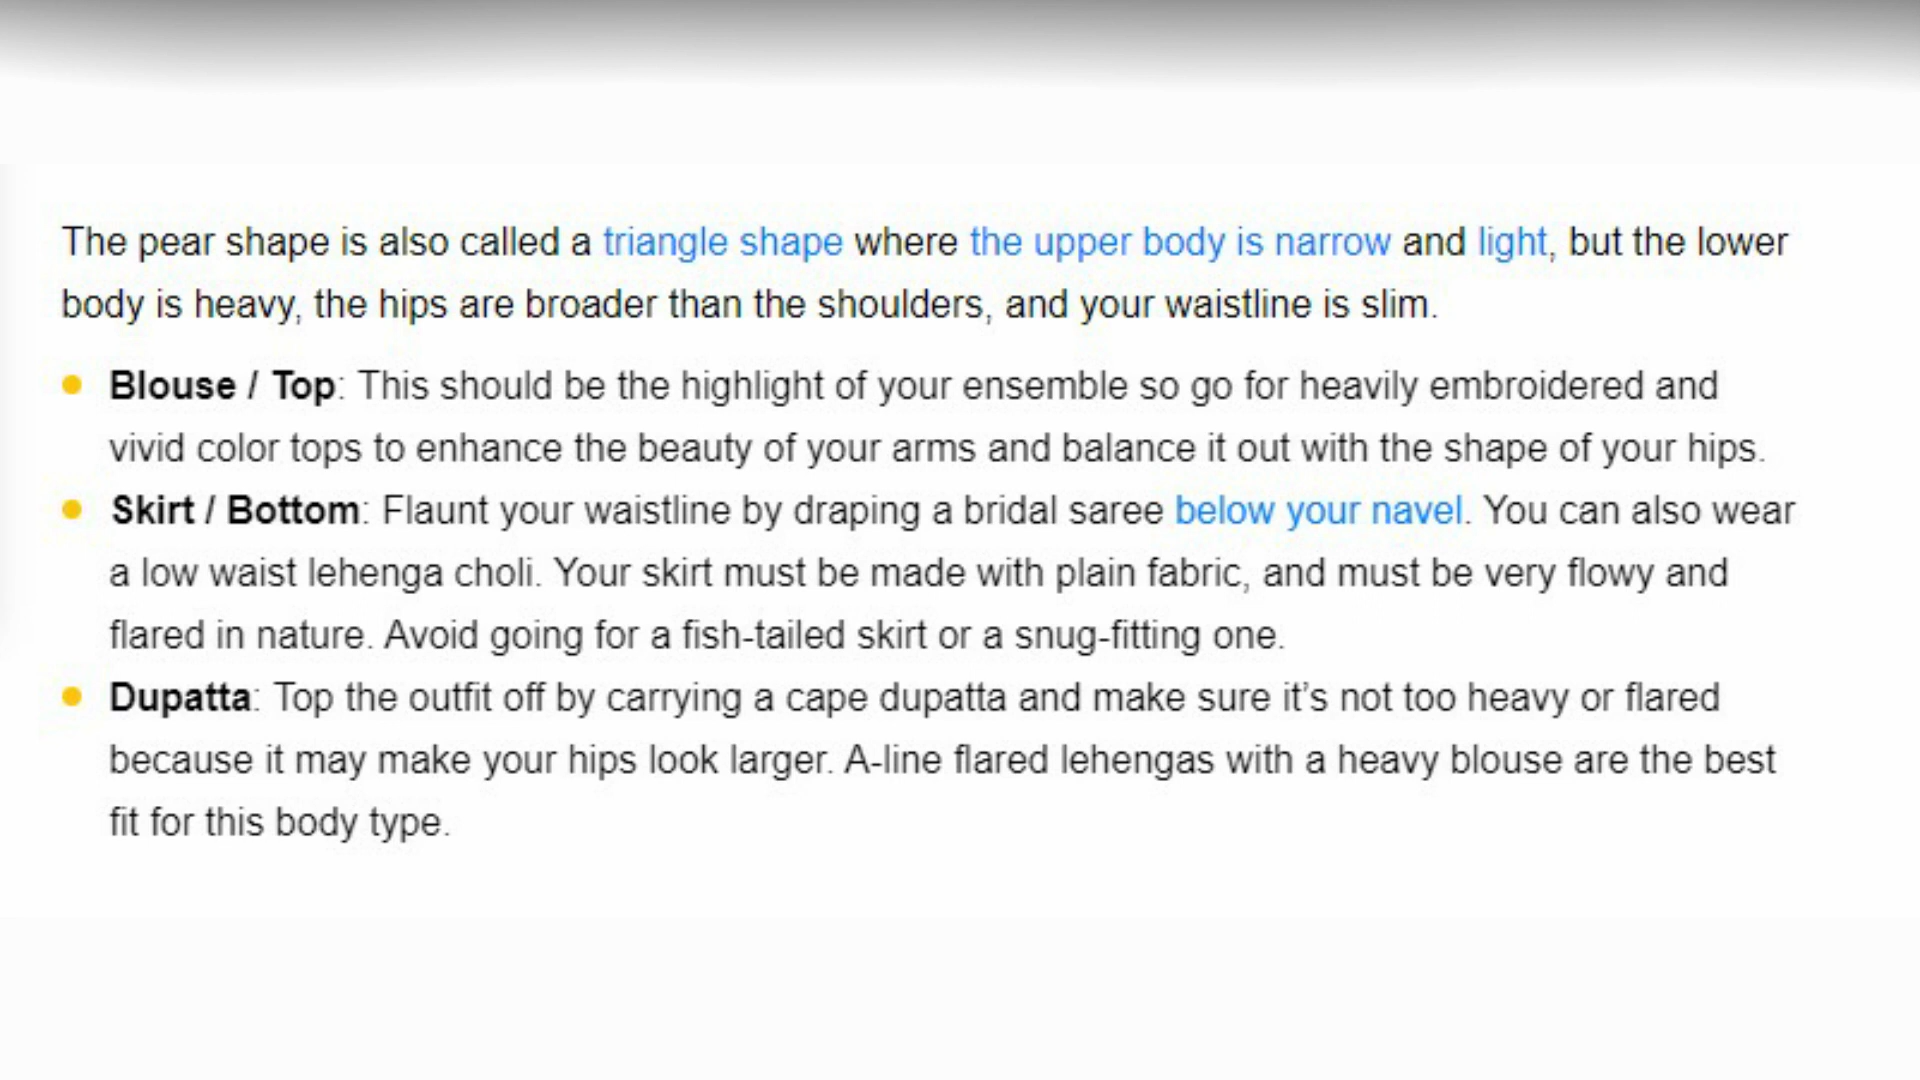 The pear shape is also called a triangle shape where the upper body is narrow and light, but the lower
body is heavy, the hips are broader than the shoulders, and your waistline is slim.
Blouse / Top: This should be the highlight of your ensemble so go for heavily embroidered and
vivid color tops to enhance the beauty of your arms and balance it out with the shape of your hips.
Skirt / Bottom: Flaunt your waistline by draping a bridal saree below your navel. You can also wear
a low waist lehenga choli. Your skirt must be made with plain fabric, and must be very flowy and
flared in nature. Avoid going for a fish-tailed skirt or a snug-fitting one.
Dupatta: Top the outfit off by carrying a cape dupatta and make sure it’s not too heavy or flared
because it may make your hips look larger. A-line flared lehengas with a heavy blouse are the best
fit for this body type.